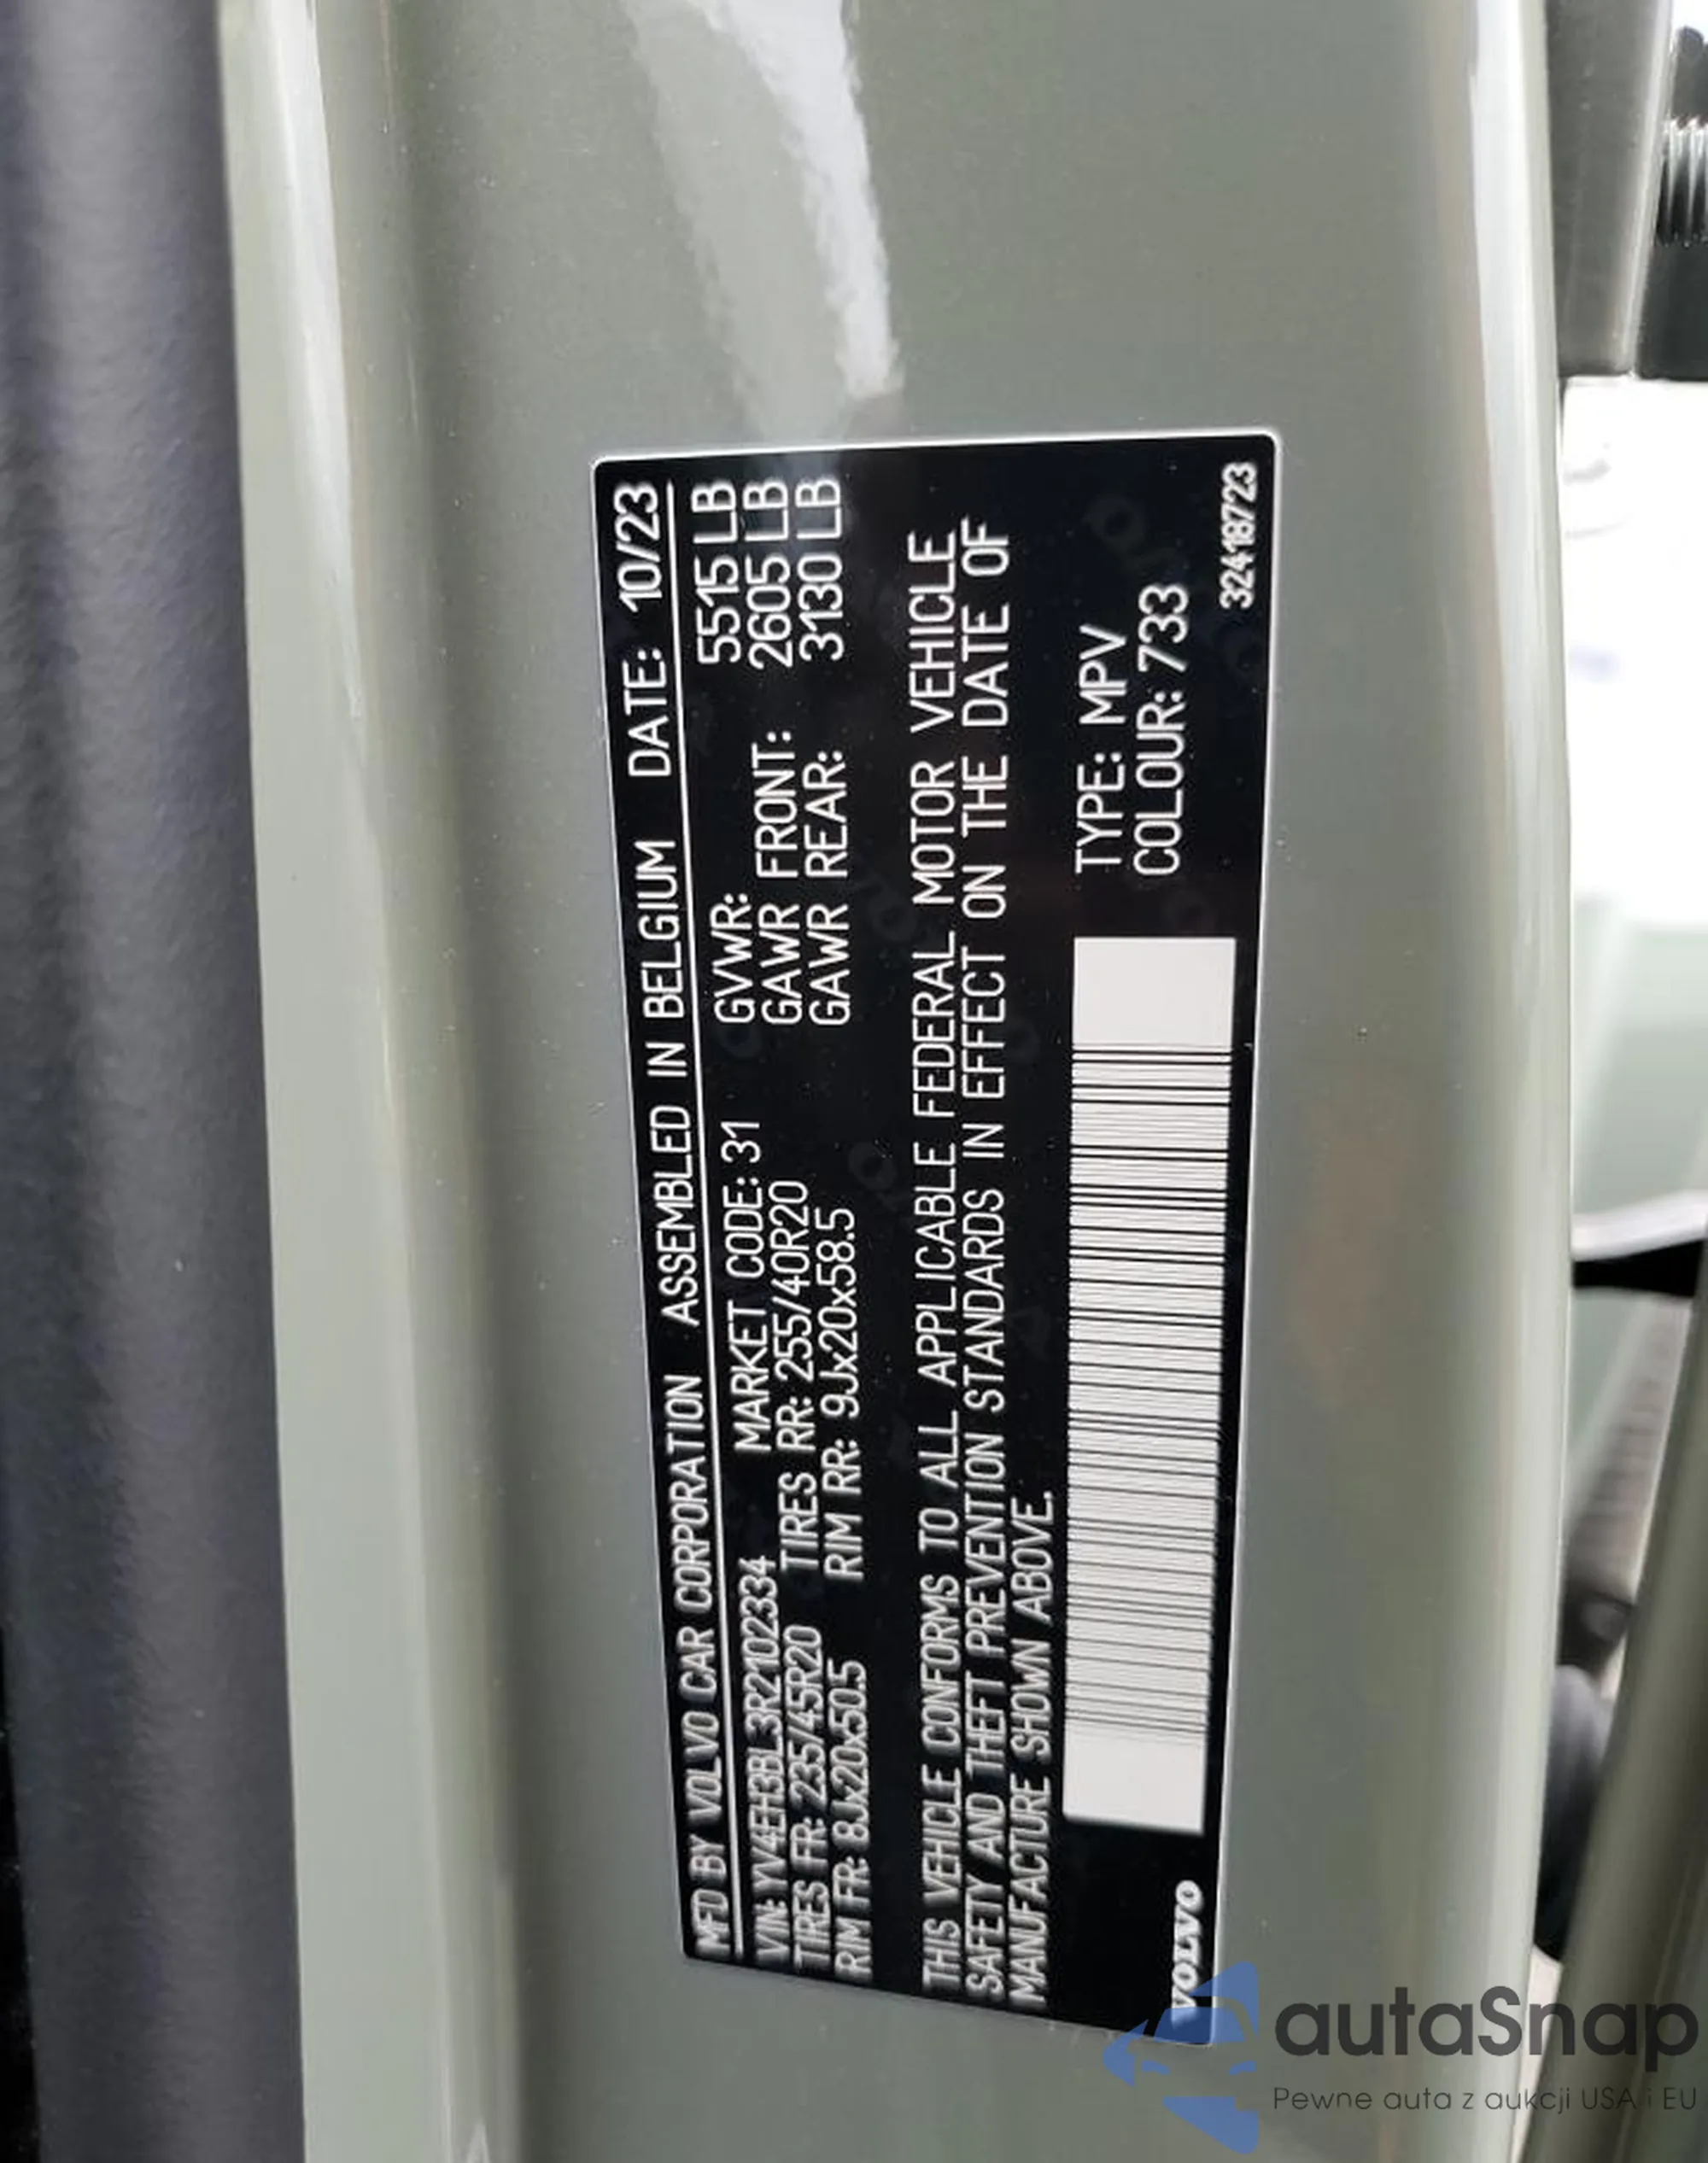 MFD BY VOLVO CAR CORPORATION ASSEMBLED IN BELGIUM DATE: 10/23
VIN: YV4EH3BL3R2102334 MARKET CODE: 31 GVWR: 5515 LB
TIRES FR: 235/45R20 TIRES RR: 255/40R20 GAWR FRONT: 2605 LB
RIM FR: 8Jx20x50.5 RIM RR: 9Jx20x58.5 GAWR REAR: 3130 LB
THIS VEHICLE CONFORMS TO ALL APPLICABLE FEDERAL MOTOR VEHICLE
SAFETY AND THEFT PREVENTION STANDARDS IN EFFECT ON THE DATE OF
MANUFACTURE SHOWN ABOVE.
TYPE: MPV
COLOUR: 733
VOLVO
32418723
autaSnap
Pewne auta z aukcji USA i EU